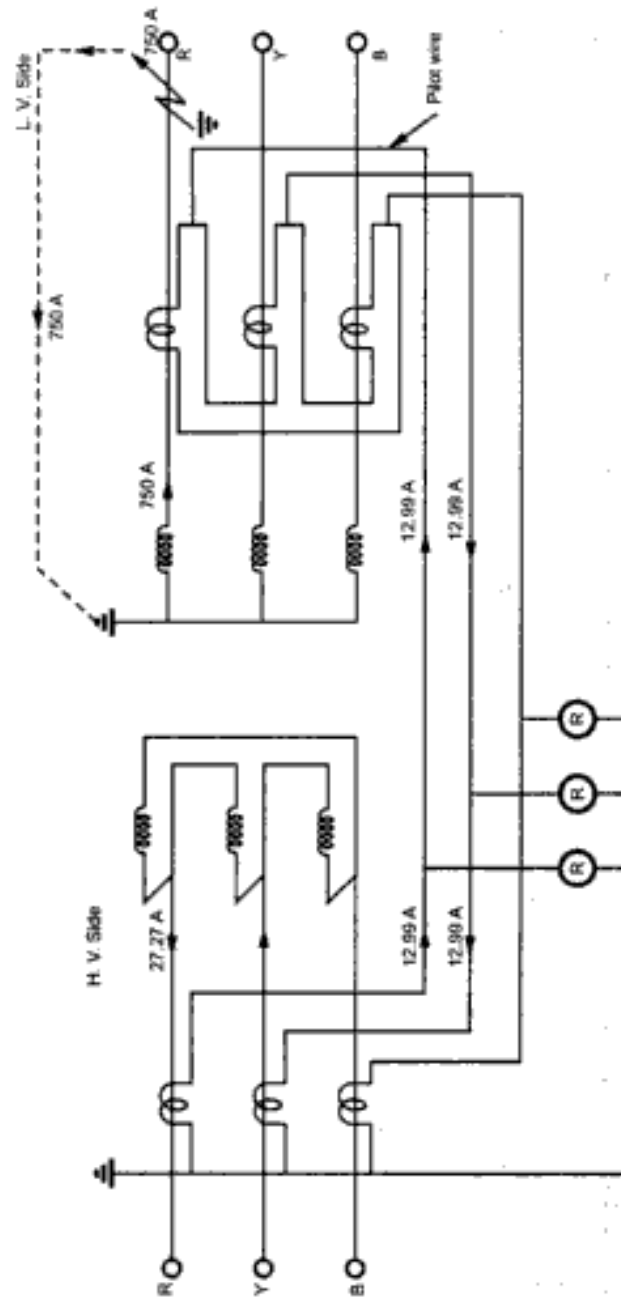 L. V. Side
750 A
750 A
R
Y
B
Pilot wire
750 A
12.99 A
12.99 A
H. V. Side
27.27 A
12.99 A
12.99 A
R
R
R
R
Y
B